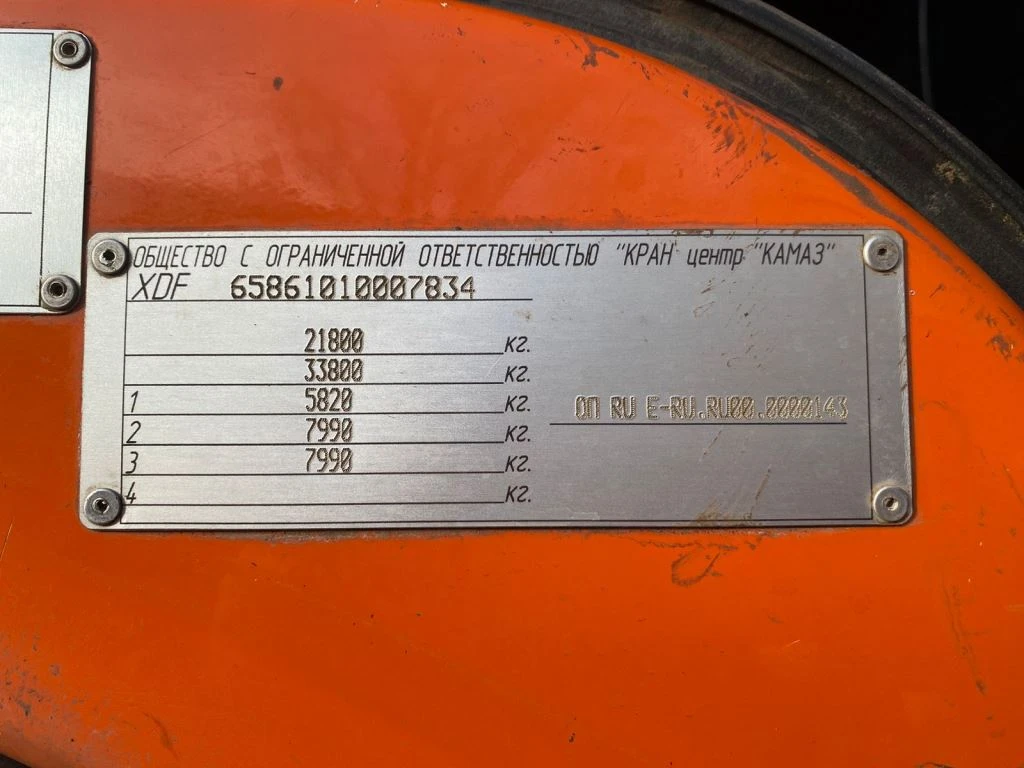 ОБЩЕСТВО С ОГРАНИЧЕННОЙ ОТВЕТСТВЕННОСТЬЮ "КРАН центр "КАМАЗ"
XDF 65861010007834
21800 кг.
33800 кг.
1 5820 кг.
2 7990 кг.
3 7990 кг.
4 кг.
ОП RU E-RU.RU00.0000143